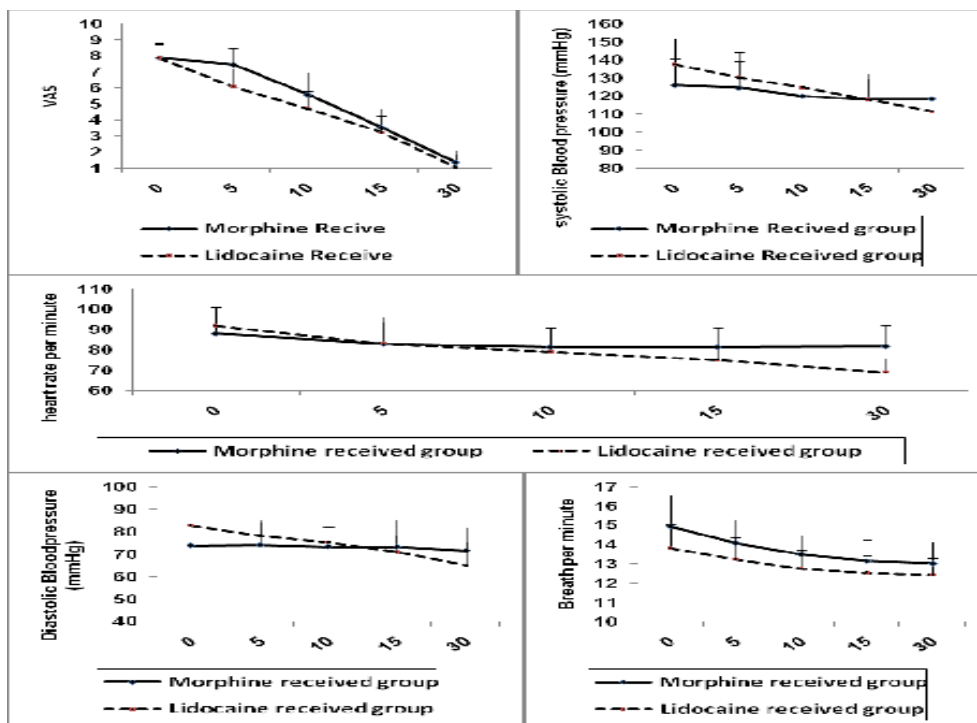 VAS
10
9
8
7
6
5
4
3
2
1
0 5 10 15 30
Morphine Recive
Lidocaine Receive
systolic Blood pressure (mmHg)
160
150
140
130
120
110
100
90
80
0 5 10 15 30
Morphine Recived group
Lidocaine Received group
heart rate per minute
110
100
90
80
70
60
0 5 10 15 30
Morphine received group Lidocaine received group
Diastolic Bloodpressure
(mmHg)
100
90
80
70
60
50
40
0 5 10 15 30
Morphine received group
Lidocaine received group
Breath per minute
17
16
15
14
13
12
11
10
0 5 10 15 30
Morphine received group
Lidocaine received group